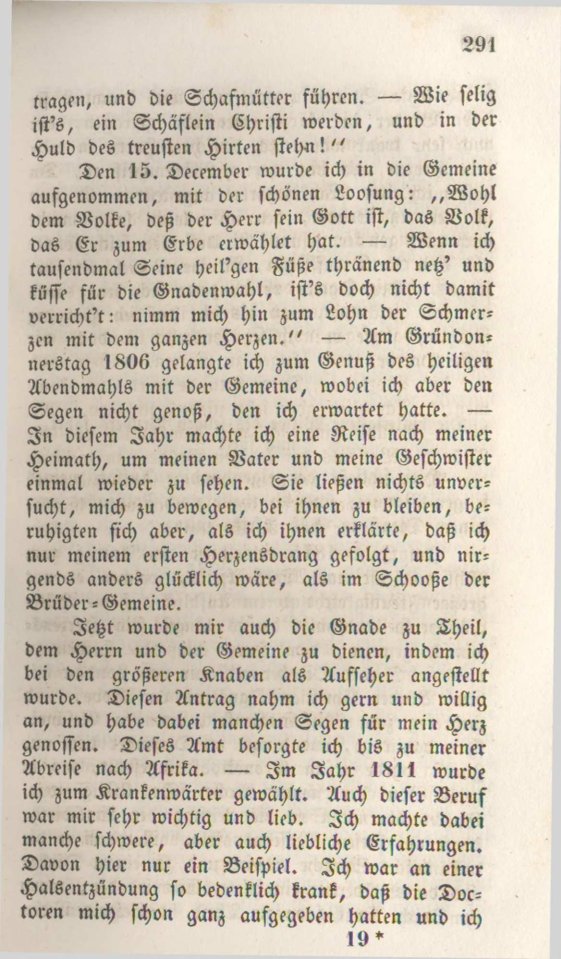 291
tragen, und die Schafmütter führen. — Wie selig
ist's, ein Schäflein Christi werden, und in der
Huld des treusten Hirten stehn!"
Den 15. December wurde ich in die Gemeine
aufgenommen, mit der schönen Loosung: „Wohl
dem Volke, deß der Herr sein Gott ist, das Volk,
das Er zum Erbe erwählet hat. — Wenn ich
tausendmal Seine heil'gen Füße thränend netz' und
küsse für die Gnadenwahl, ist's doch nicht damit
verricht't: nimm mich hin zum Lohn der Schmer-
zen mit dem ganzen Herzen." — Am Gründon-
nerstag 1806 gelangte ich zum Genuß des heiligen
Abendmahls mit der Gemeine, wobei ich aber den
Segen nicht genoß, den ich erwartet hatte. —
In diesem Jahr machte ich eine Reise nach meiner
Heimath, um meinen Vater und meine Geschwister
einmal wieder zu sehen. Sie ließen nichts unver-
sucht, mich zu bewegen, bei ihnen zu bleiben, be-
ruhigten sich aber, als ich ihnen erklärte, daß ich
nur meinem ersten Herzensdrang gefolgt, und nir-
gends anders glücklich wäre, als im Schooße der
Brüder-Gemeine.
Jetzt wurde mir auch die Gnade zu Theil,
dem Herrn und der Gemeine zu dienen, indem ich
bei den größeren Knaben als Aufseher angestellt
wurde. Diesen Antrag nahm ich gern und willig
an, und habe dabei manchen Segen für mein Herz
genossen. Dieses Amt besorgte ich bis zu meiner
Abreise nach Afrika. — Im Jahr 1811 wurde
ich zum Krankenwärter gewählt. Auch dieser Beruf
war mir sehr wichtig und lieb. Ich machte dabei
manche schwere, aber auch liebliche Erfahrungen.
Davon hier nur ein Beispiel. Ich war an einer
Halsentzündung so bedenklich krank, daß die Doc-
toren mich schon ganz aufgegeben hatten und ich
19*